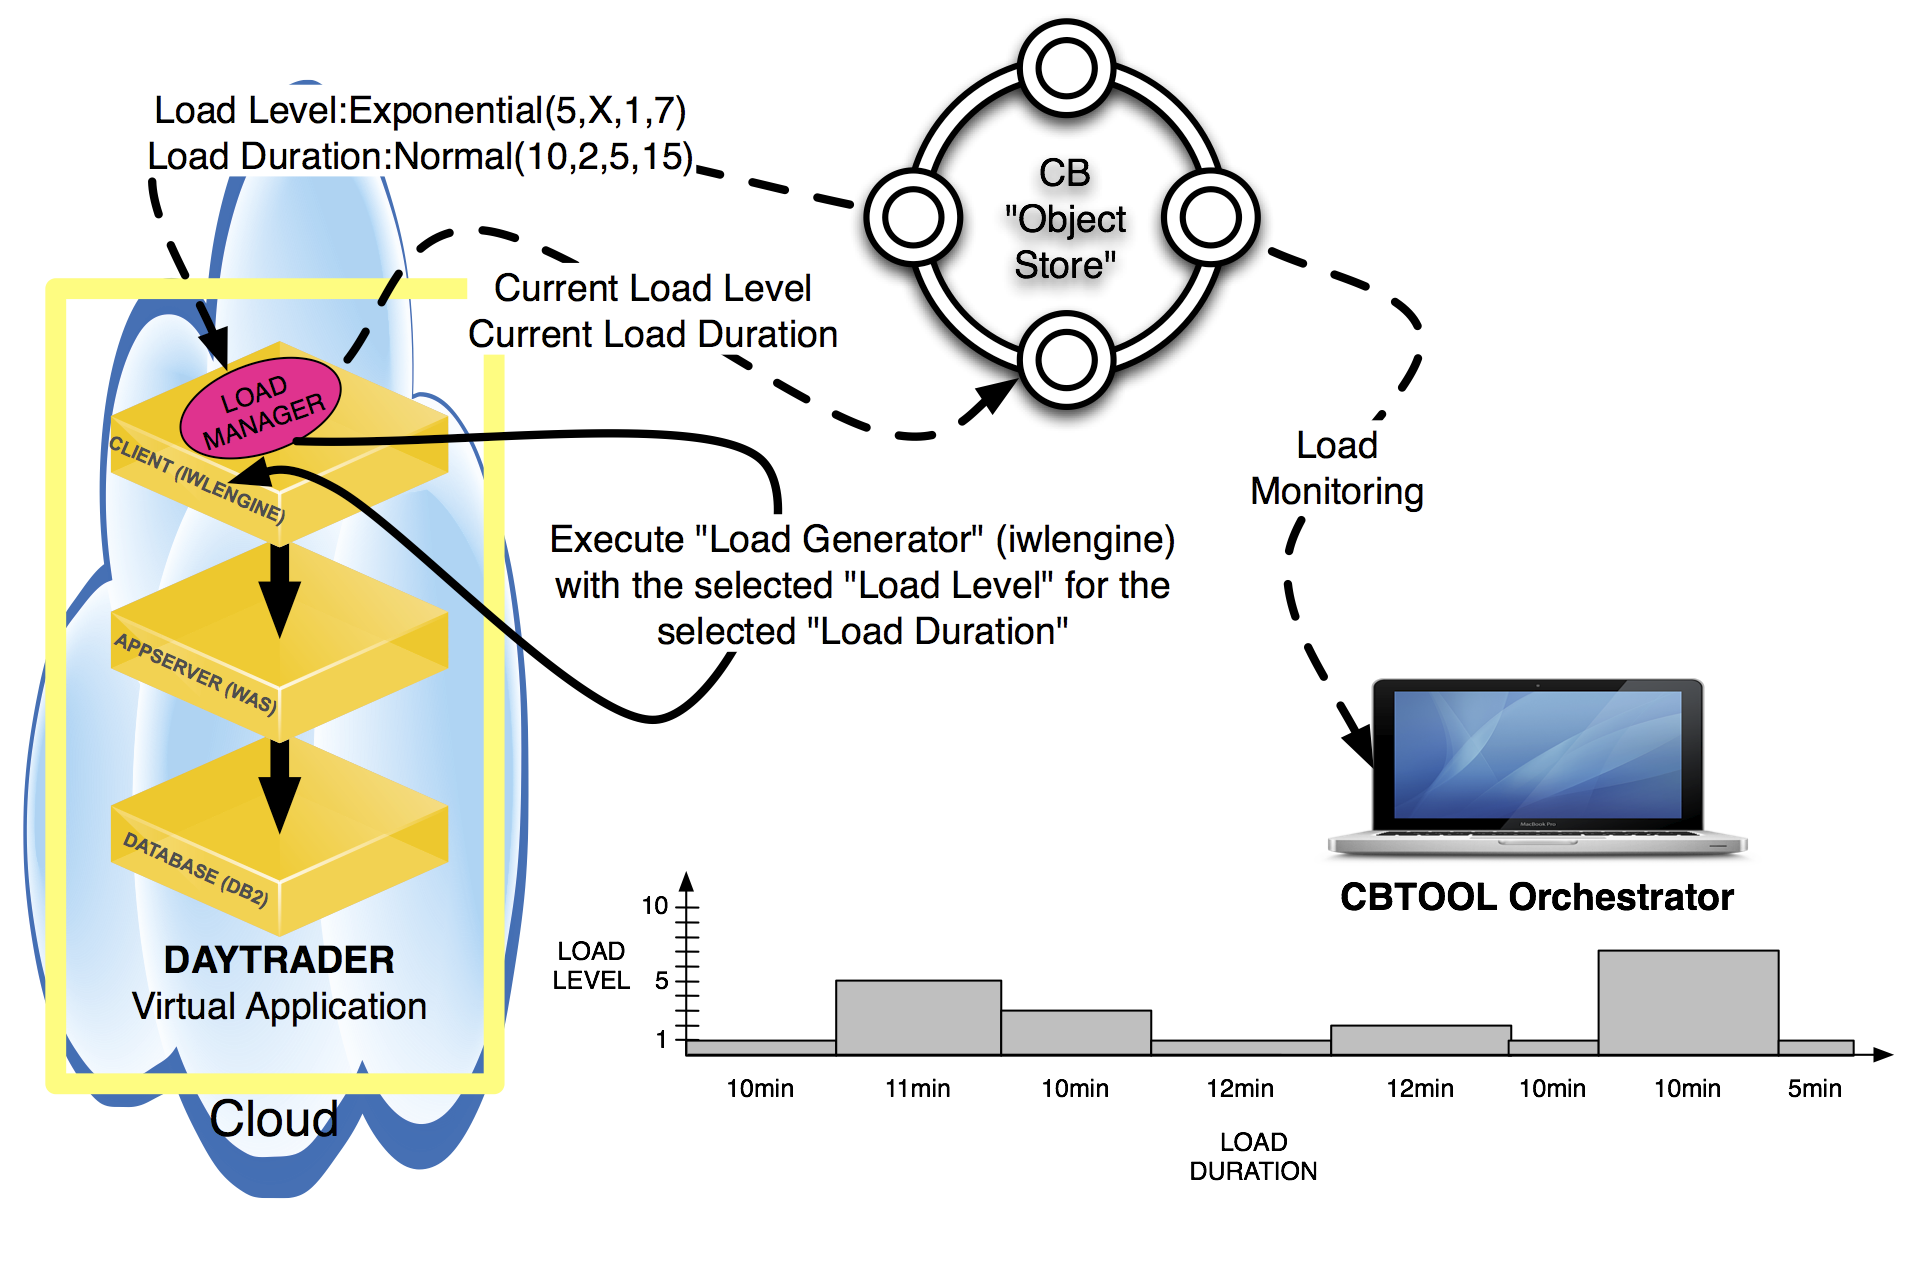 Load Level:Exponential(5,X,1,7)
Load Duration:Normal(10,2,5,15)
CB
"Object
Store"
Current Load Level
Current Load Duration
LOAD
MANAGER
CLIENT (IWLENGINE)
Load
Monitoring
Execute "Load Generator" (iwlengine)
with the selected "Load Level" for the
selected "Load Duration"
APPSERVER (WAS)
DATABASE (DB2)
MacBook Pro
CBTOOL Orchestrator
DAYTRADER
Virtual Application
Cloud
10
LOAD
LEVEL
5
1
10min
11min
10min
12min
12min
10min
10min
5min
LOAD
DURATION